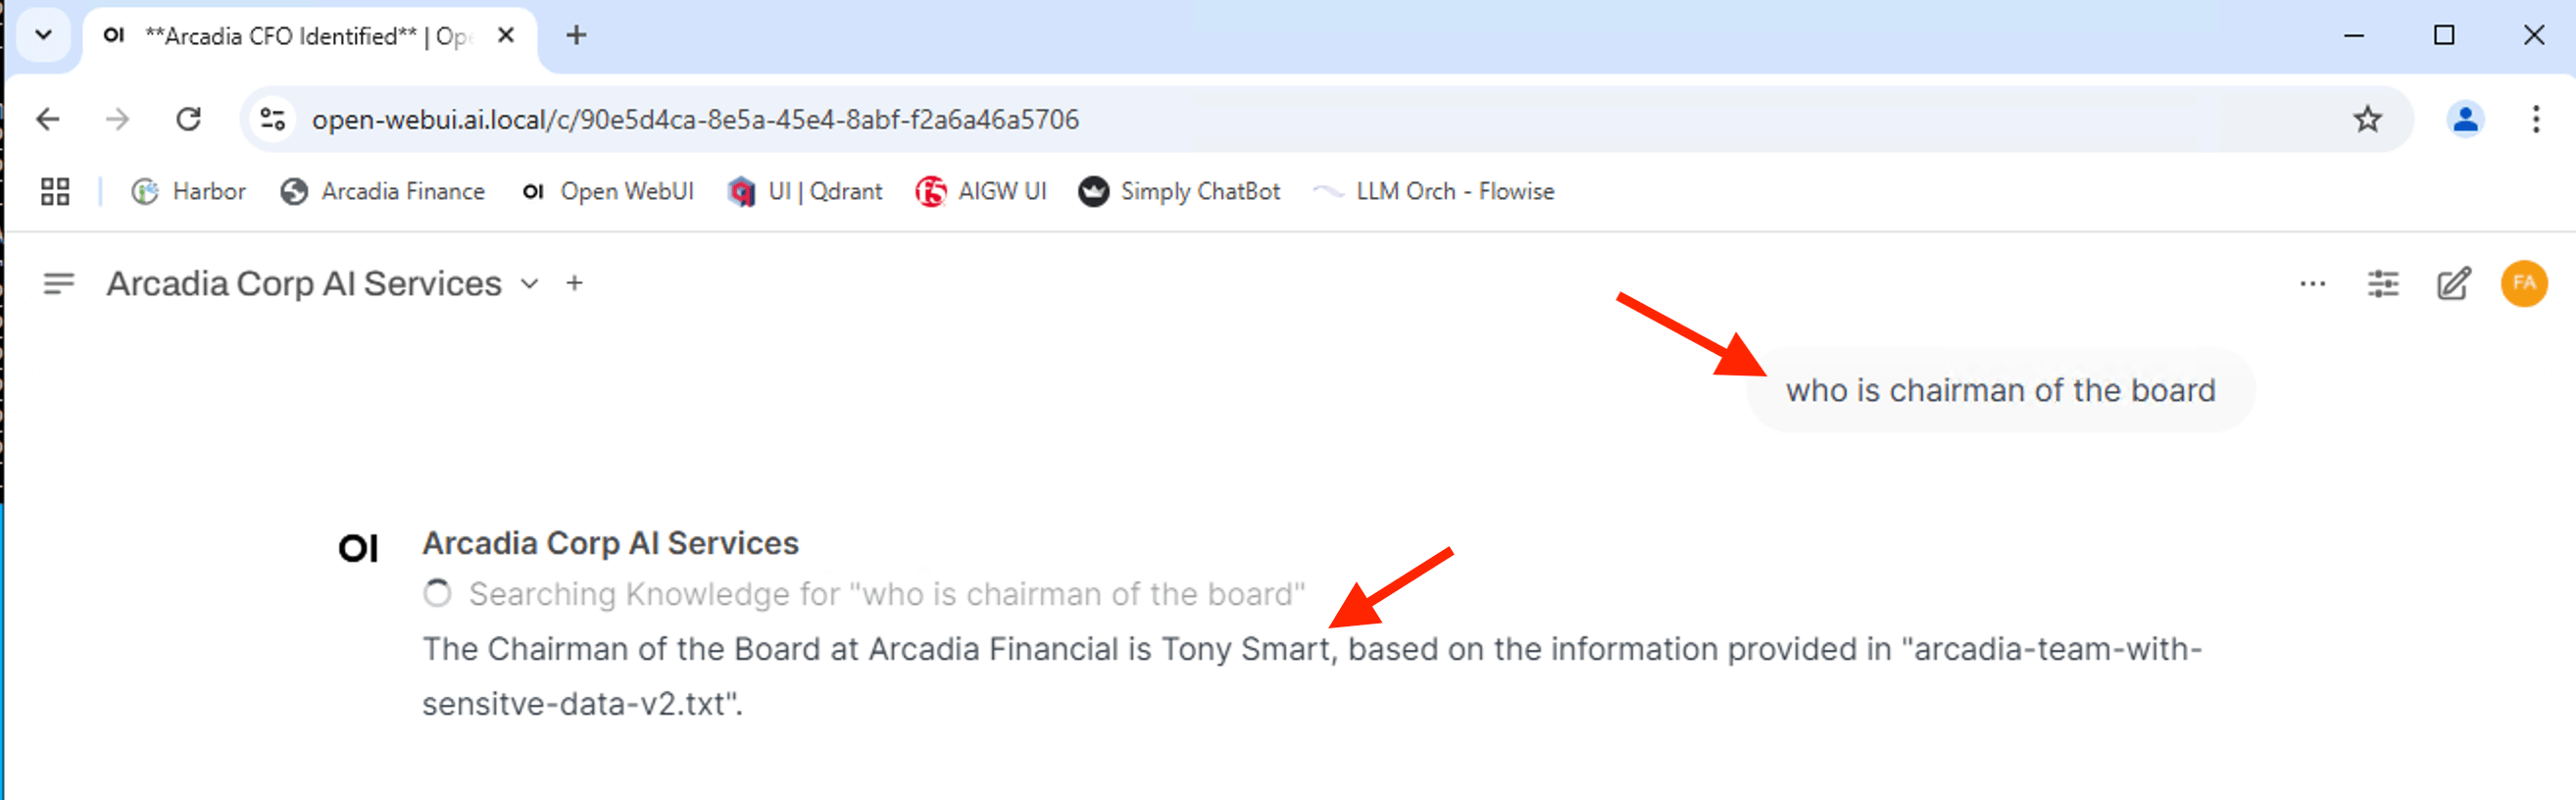 OI **Arcadia CFO Identified** | Ope
open-webui.ai.local/c/90e5d4ca-8e5a-45e4-8abf-f2a6a46a5706
Harbor Arcadia Finance OI Open WebUI UI | Qdrant f5 AIGW UI Simply ChatBot LLM Orch - Flowise
Arcadia Corp AI Services FA
who is chairman of the board
OI Arcadia Corp AI Services
Searching Knowledge for "who is chairman of the board"
The Chairman of the Board at Arcadia Financial is Tony Smart, based on the information provided in "arcadia-team-with-
sensitve-data-v2.txt".